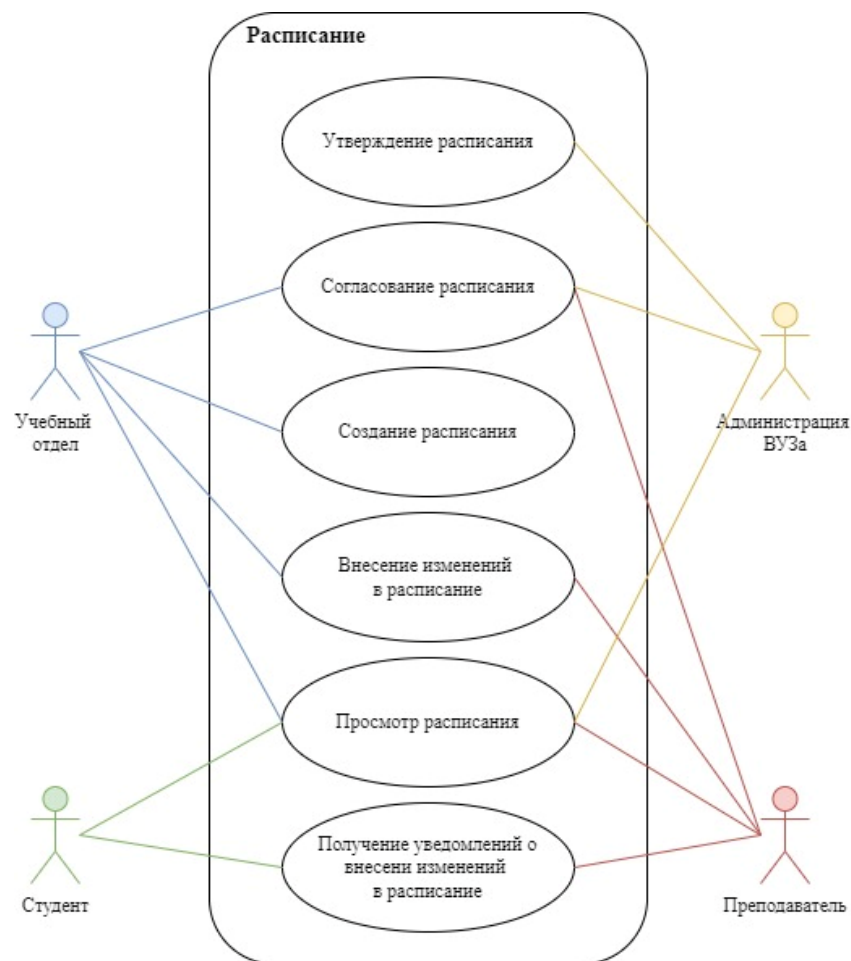 Расписание
Утверждение расписания
Согласование расписания
Учебный
отдел
Администрация
ВУЗа
Создание расписания
Внесение изменений
в расписание
Просмотр расписания
Получение уведомлений о
внесени изменений
в расписание
Студент
Преподаватель